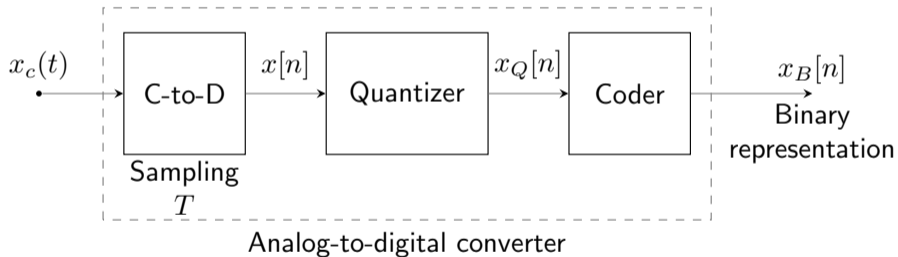 x_c(t)
C-to-D
x[n]
Quantizer
x_Q[n]
Coder
x_B[n]
Binary
representation
Sampling
T
Analog-to-digital converter